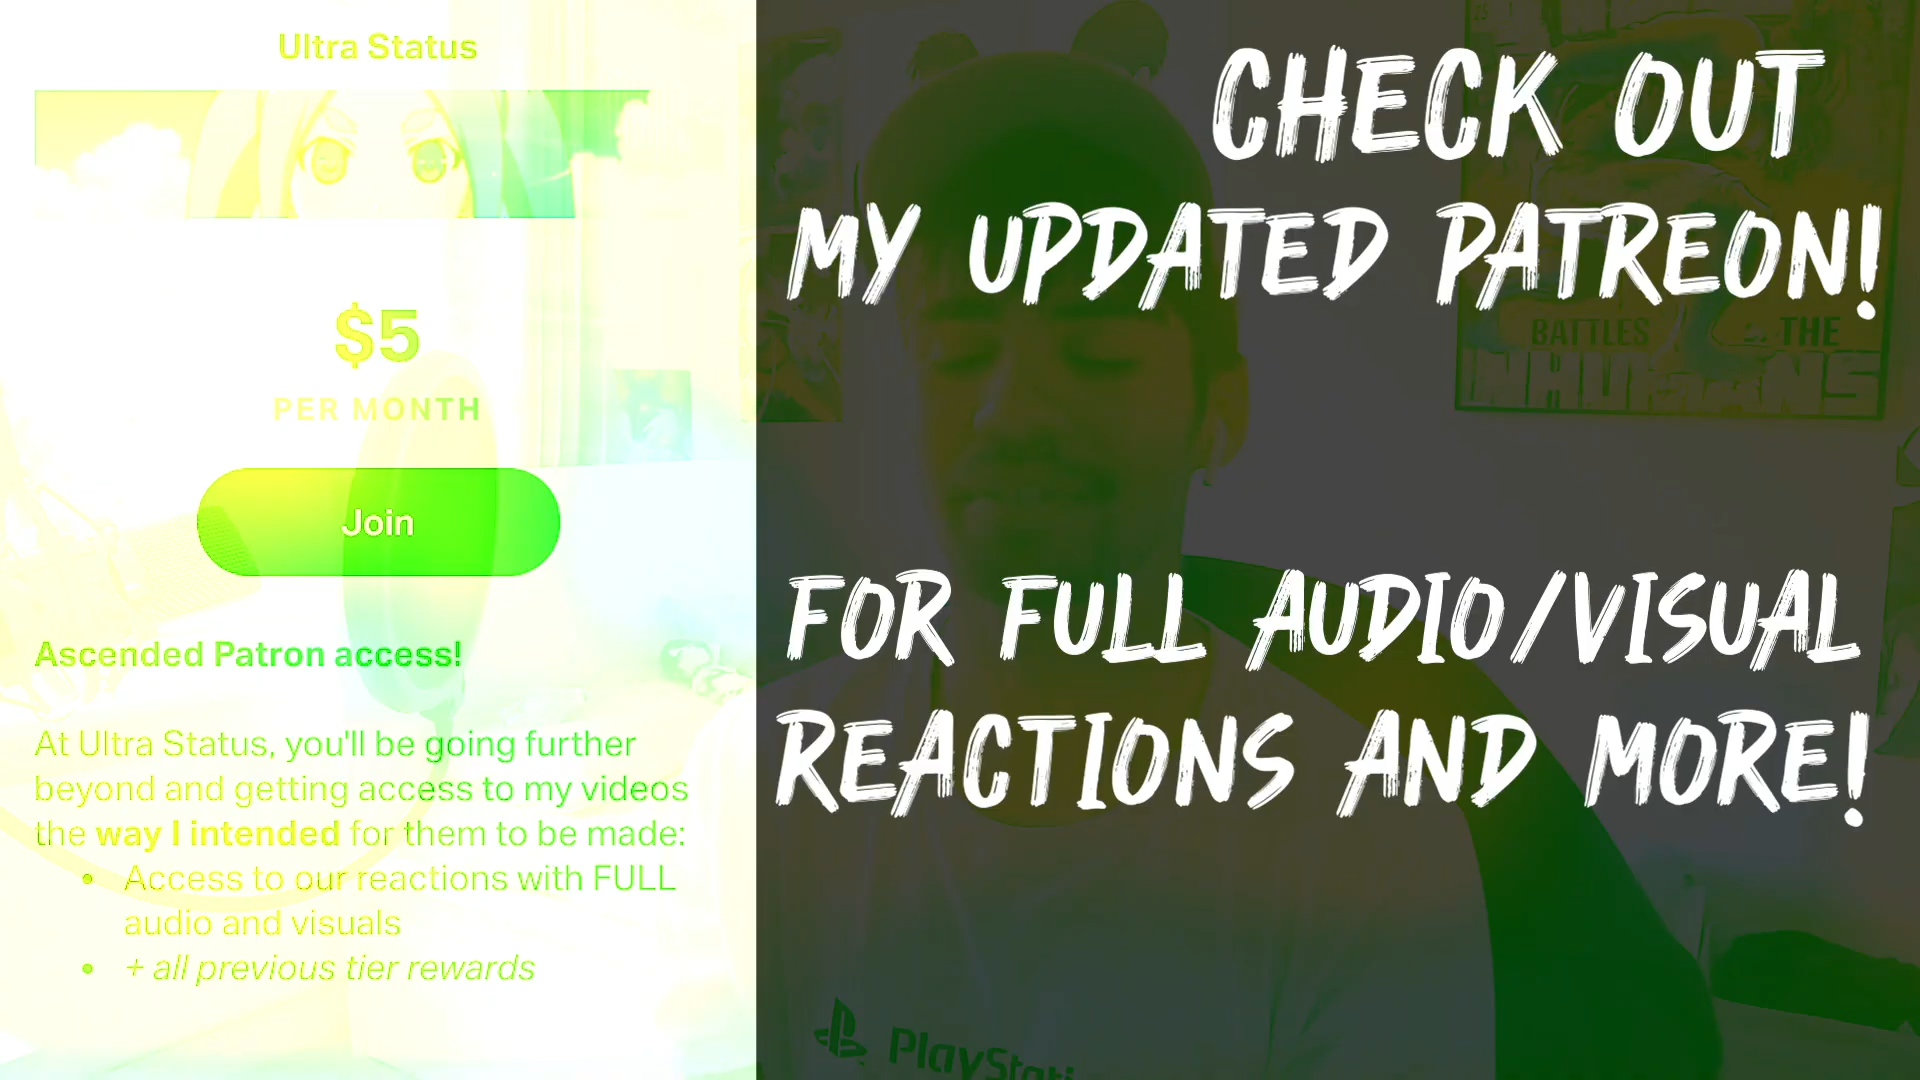 Ultra Status
$5
PER MONTH
Join
Ascended Patron access!
At Ultra Status, you'll be going further
beyond and getting access to my videos
the way I intended for them to be made:
• Access to our reactions with FULL
audio and visuals
• + all previous tier rewards
CHECK OUT
MY UPDATED PATREON!
BATTLES THE
FOR FULL AUDIO/VISUAL
REACTIONS AND MORE!
PlayStati